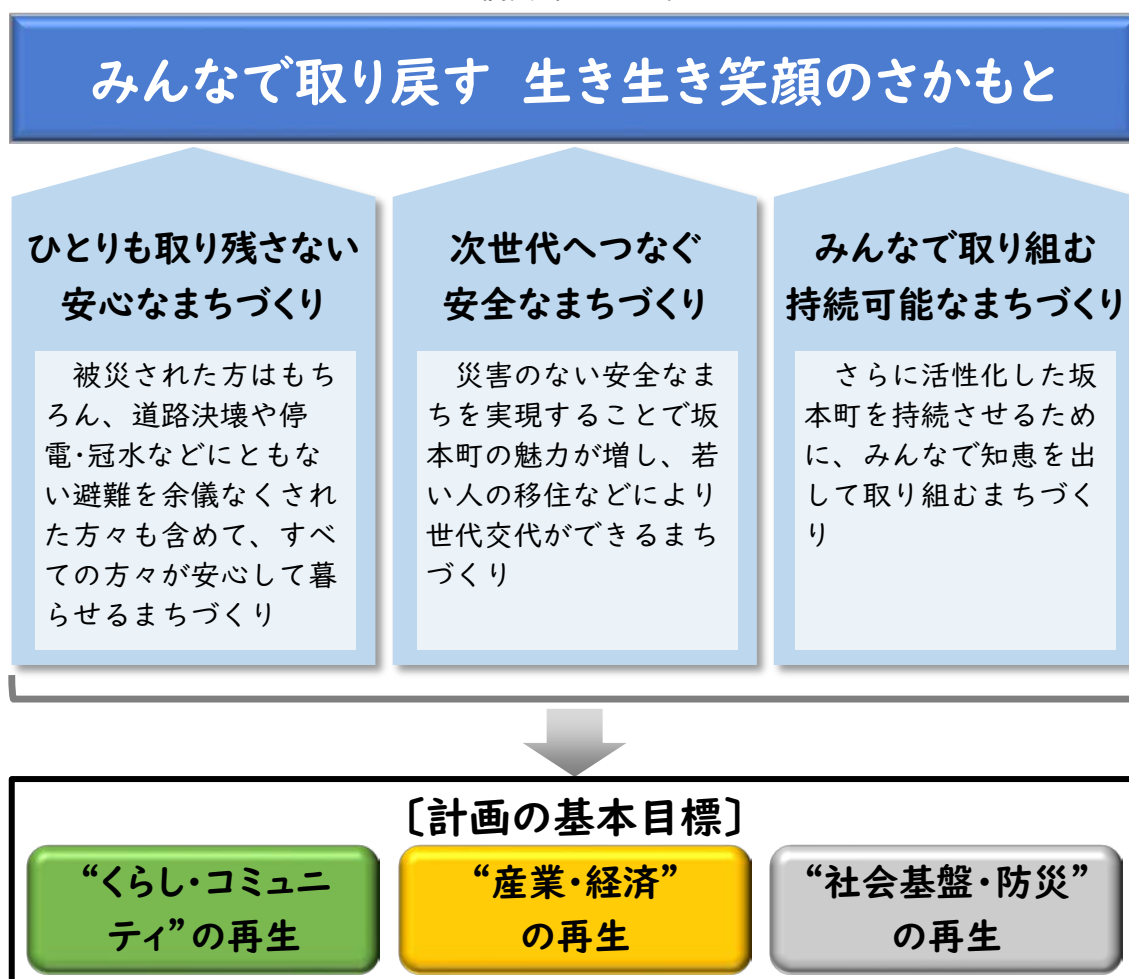 みんなで取り戻す 生き生き笑顔のさかもと
ひとりも取り残さない
安心なまちづくり
被災された方はもち
ろん、道路決壊や停
電・冠水などにともな
い避難を余儀なくされ
た方々も含めて、すべ
ての方々が安心して暮
らせるまちづくり
次世代へつなぐ
安全なまちづくり
災害のない安全なま
ちを実現することで坂
本町の魅力が増し、若
い人の移住などにより
世代交代ができるまち
づくり
みんなで取り組む
持続可能なまちづくり
さらに活性化した坂
本町を持続させるため
に、みんなで知恵を出
して取り組むまちづく
り
〔計画の基本目標〕
“くらし・コミュニ
ティ”の再生
“産業・経済”
の再生
“社会基盤・防災”
の再生